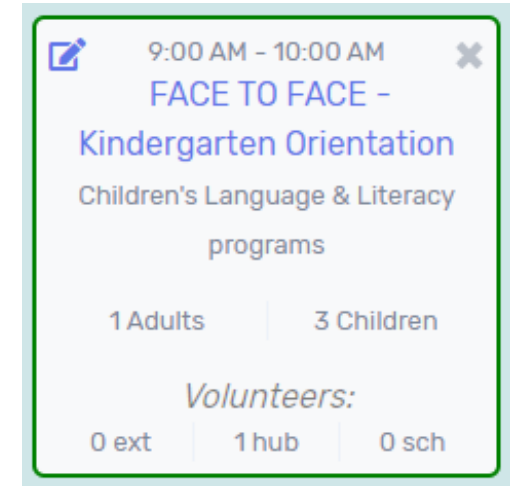 9:00 AM - 10:00 AM
FACE TO FACE -
Kindergarten Orientation
Children's Language & Literacy
programs
1 Adults 3 Children
Volunteers:
0 ext 1 hub 0 sch